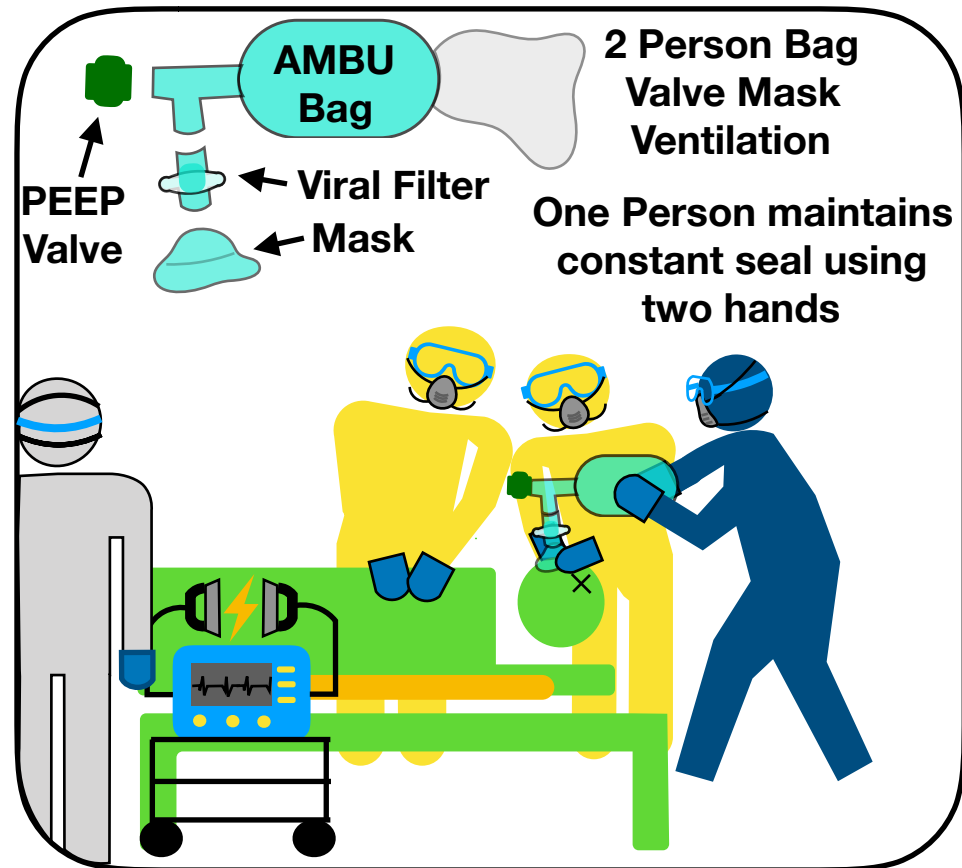 AMBU
Bag
2 Person Bag
Valve Mask
Ventilation
PEEP
Valve
Viral Filter
Mask
One Person maintains
constant seal using
two hands